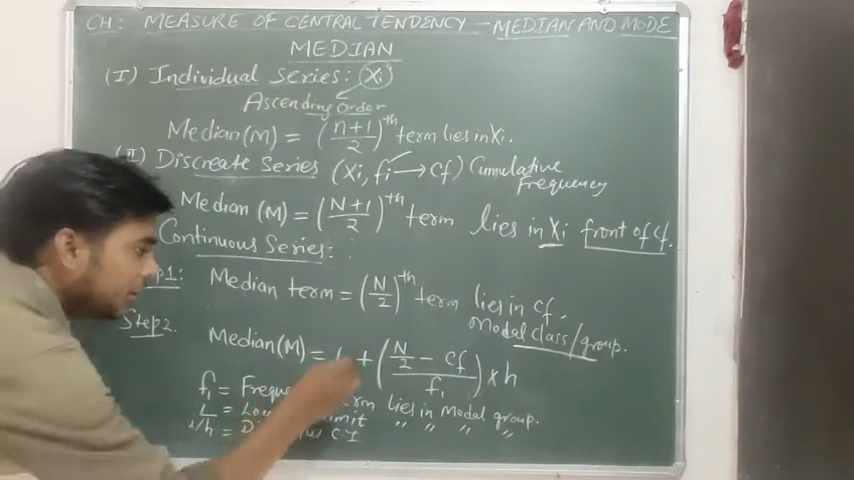 CH: MEASURE OF CENTRAL TENDENCY - MEDIAN AND MODE
MEDIAN
(I) Individual Series: Xi
Ascending order
Median(M) = (n+1/2)th term lies in Xi.
(II) Discreate Series (Xi, fi → cf) Cumulative frequency
Median (M) = (N+1/2)th term lies in Xi front of cf.
Continuous Series:
Median term = (N/2)th term lies in cf.
Modal class/group.
Step2.
Median(M) = + (N/2 - cf / f1) x h
f1 = lies in Modal group.
L = limit " " " "
i/h = C-I